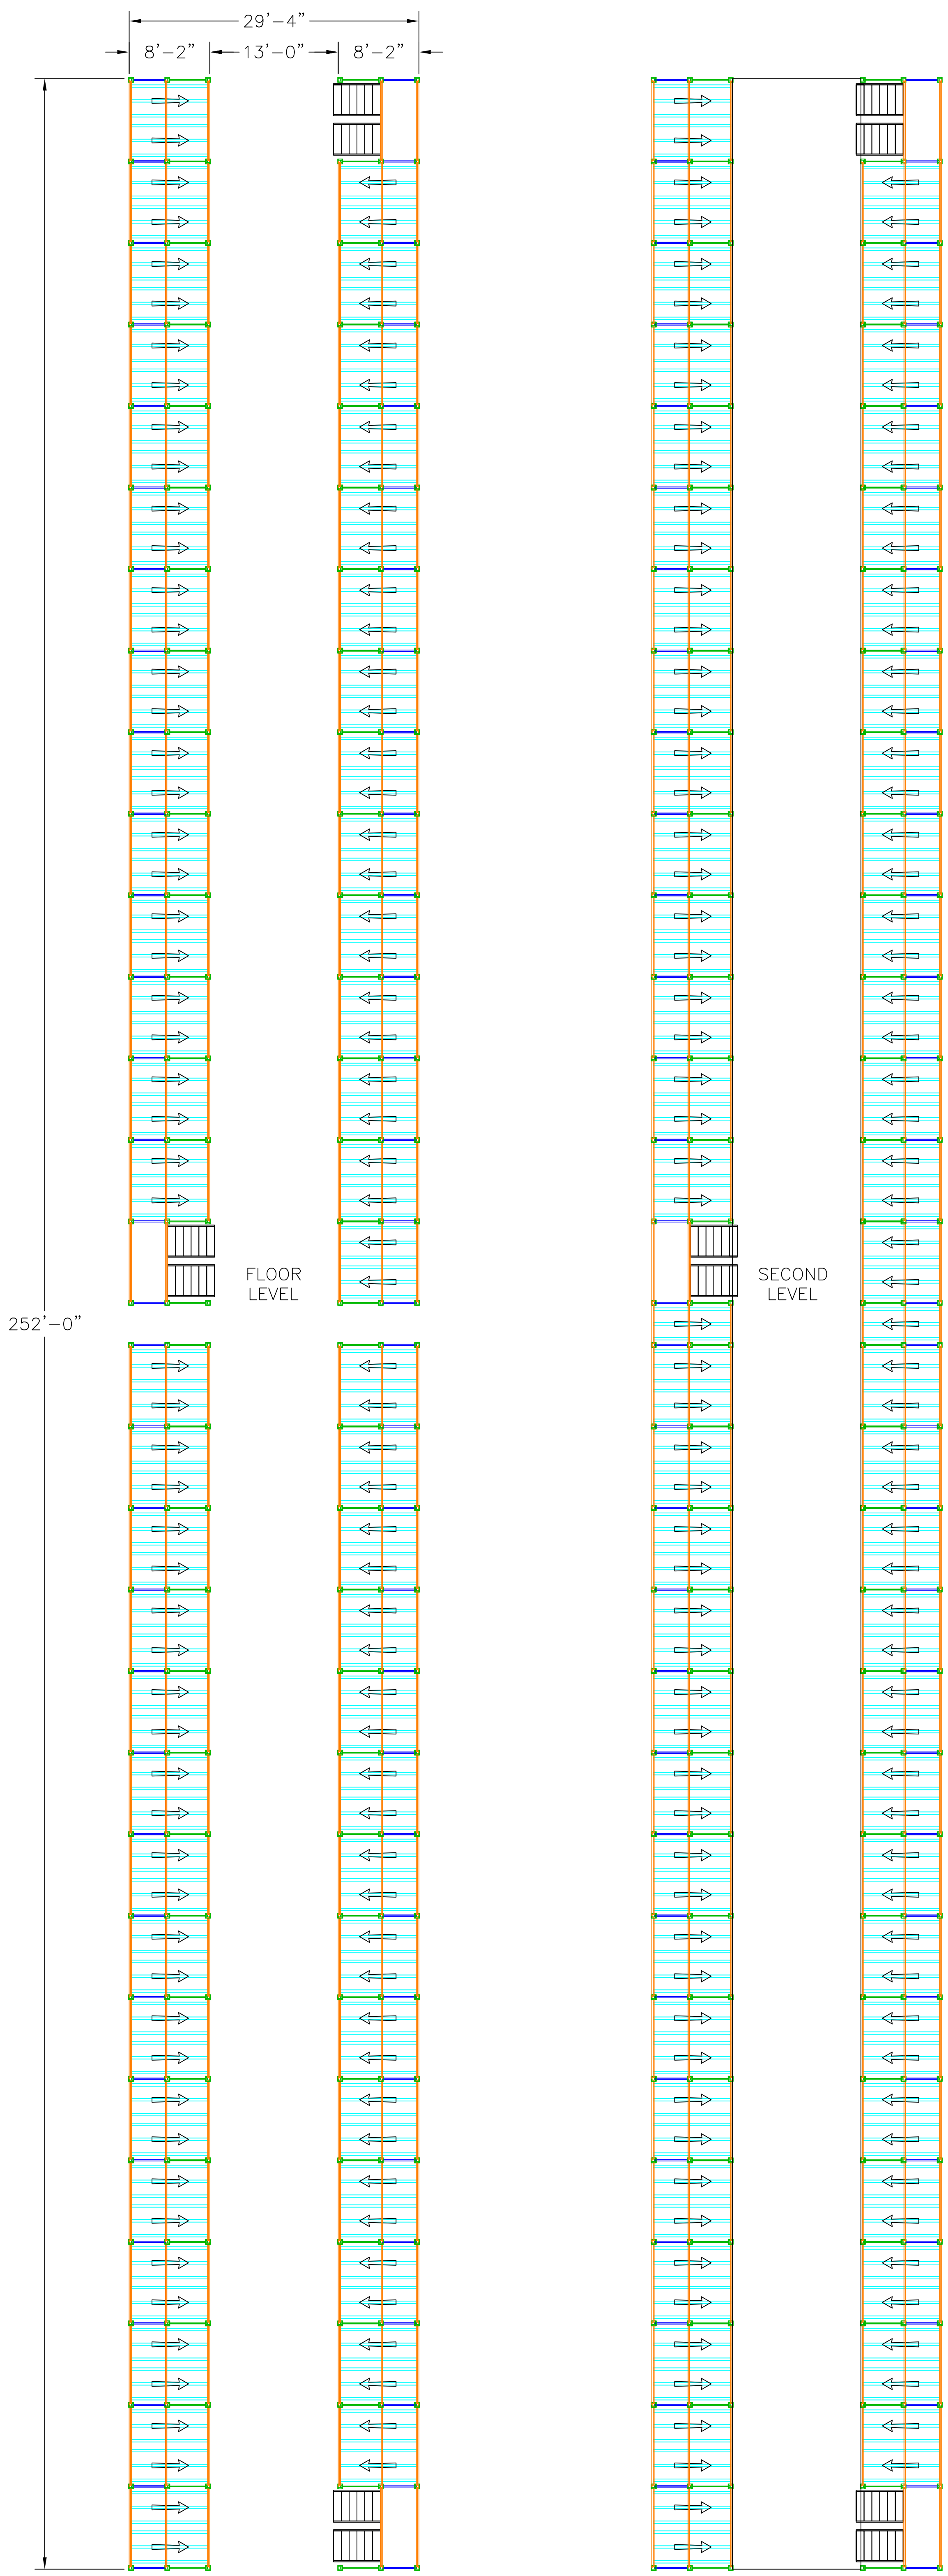 29'-4"
8'-2" 13'-0" 8'-2"
FLOOR
LEVEL
SECOND
LEVEL
252'-0"